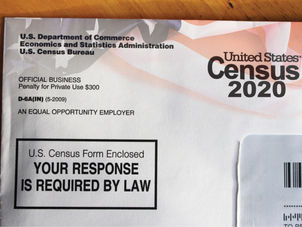 U.S. Department of Commerce
Economics and Statistics Administration
U.S. Census Bureau
United States
Census
2020
OFFICIAL BUSINESS
Penalty for Private Use $300
D-6A(IN) (5-2009)
AN EQUAL OPPORTUNITY EMPLOYER
U.S. Census Form Enclosed
YOUR RESPONSE
IS REQUIRED BY LAW